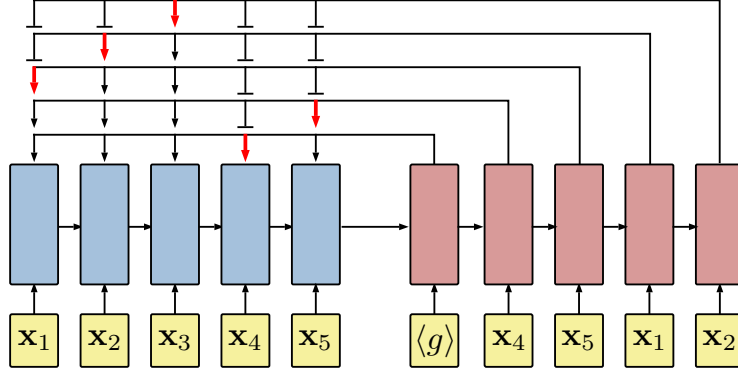 x₁ x₂ x₃ x₄ x₅ ⟨g⟩ x₄ x₅ x₁ x₂